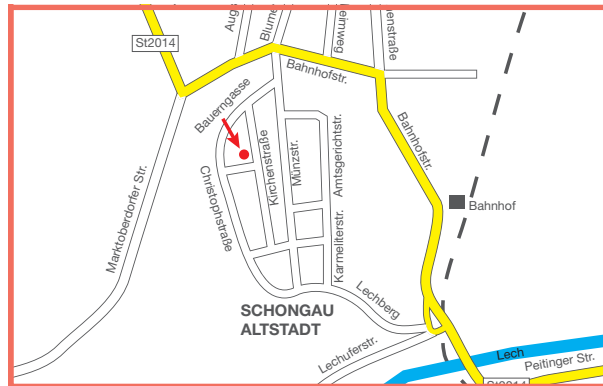 St2014
Bahnhofstr.
Bauerngasse
Bahnhofstr.
Kirchenstraße
Münzstr.
Amtsgerichtstr.
Christophstraße
Marktoberdorfer Str.
Bahnhof
Karmeliterstr.
Lechberg
SCHONGAU
ALTSTADT
Lechuferstr.
Lech
Peitinger Str.
St2014